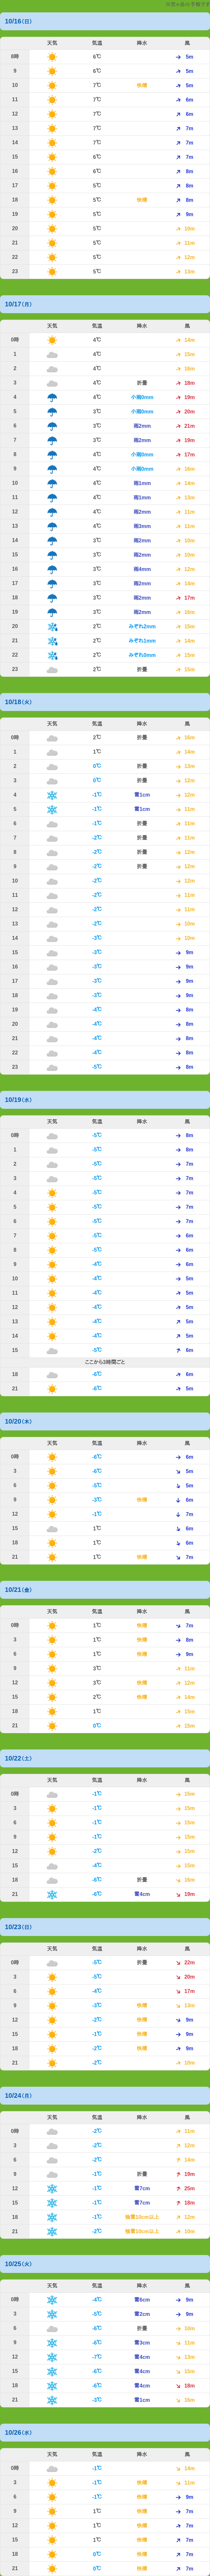 10/16(日)
天気 気温 降水 風
8時 6℃ 5m
9 6℃ 5m
10 7℃ 快晴 5m
11 7℃ 6m
12 7℃ 6m
13 7℃ 7m
14 7℃ 7m
15 6℃ 7m
16 6℃ 8m
17 5℃ 8m
18 5℃ 快晴 8m
19 5℃ 9m
20 5℃ 10m
21 5℃ 11m
22 5℃ 12m
23 5℃ 13m
10/17(月)
天気 気温 降水 風
0時 4℃ 14m
1 4℃ 15m
2 4℃ 16m
3 4℃ 折曇 18m
4 4℃ 小雨0mm 19m
5 3℃ 小雨0mm 20m
6 3℃ 雨2mm 21m
7 3℃ 雨2mm 19m
8 4℃ 小雨0mm 17m
9 4℃ 小雨0mm 16m
10 4℃ 雨1mm 14m
11 4℃ 雨1mm 13m
12 4℃ 雨2mm 11m
13 4℃ 雨3mm 11m
14 3℃ 雨2mm 10m
15 3℃ 雨2mm 10m
16 3℃ 雨4mm 12m
17 3℃ 雨2mm 14m
18 3℃ 雨2mm 17m
19 3℃ 雨2mm 16m
20 2℃ みぞれ2mm 15m
21 2℃ みぞれ1mm 14m
22 2℃ みぞれ0mm 15m
23 2℃ 折曇 15m
10/18(火)
天気 気温 降水 風
0時 2℃ 折曇 16m
1 1℃ 14m
2 0℃ 折曇 13m
3 0℃ 折曇 12m
4 -1℃ 雪1cm 12m
5 -1℃ 雪1cm 11m
6 -1℃ 折曇 11m
7 -2℃ 折曇 11m
8 -2℃ 折曇 12m
9 -2℃ 折曇 12m
10 -2℃ 12m
11 -2℃ 11m
12 -2℃ 11m
13 -2℃ 10m
14 -3℃ 10m
15 -3℃ 9m
16 -3℃ 9m
17 -3℃ 9m
18 -3℃ 9m
19 -4℃ 8m
20 -4℃ 8m
21 -4℃ 8m
22 -4℃ 8m
23 -5℃ 8m
10/19(水)
天気 気温 降水 風
0時 -5℃ 8m
1 -5℃ 8m
2 -5℃ 7m
3 -5℃ 7m
4 -5℃ 7m
5 -5℃ 7m
6 -5℃ 7m
7 -5℃ 6m
8 -5℃ 6m
9 -4℃ 6m
10 -4℃ 5m
11 -4℃ 5m
12 -4℃ 5m
13 -4℃ 5m
14 -4℃ 5m
15 -5℃ 6m
ここから3時間ごと
18 -6℃ 6m
21 -6℃ 5m
10/20(木)
天気 気温 降水 風
0時 -6℃ 6m
3 -6℃ 5m
6 -5℃ 5m
9 -3℃ 快晴 6m
12 -1℃ 7m
15 1℃ 6m
18 1℃ 6m
21 1℃ 快晴 7m
10/21(金)
天気 気温 降水 風
0時 1℃ 快晴 7m
3 1℃ 快晴 8m
6 1℃ 快晴 9m
9 3℃ 11m
12 3℃ 快晴 12m
15 2℃ 快晴 14m
18 1℃ 15m
21 0℃ 15m
10/22(土)
天気 気温 降水 風
0時 -1℃ 15m
3 -1℃ 15m
6 -1℃ 15m
9 -1℃ 15m
12 -2℃ 15m
15 -4℃ 15m
18 -6℃ 折曇 16m
21 -6℃ 雪4cm 19m
10/23(日)
天気 気温 降水 風
0時 -5℃ 折曇 22m
3 -5℃ 20m
6 -4℃ 17m
9 -3℃ 快晴 13m
12 -2℃ 快晴 9m
15 -1℃ 快晴 9m
18 -2℃ 快晴 9m
21 -2℃ 10m
10/24(月)
天気 気温 降水 風
0時 -2℃ 11m
3 -2℃ 12m
6 -2℃ 14m
9 -1℃ 折曇 19m
12 -1℃ 雪7cm 25m
15 -1℃ 雪7cm 18m
18 -1℃ 強雪10cm以上 12m
21 -2℃ 強雪10cm以上 10m
10/25(火)
天気 気温 降水 風
0時 -4℃ 雪6cm 9m
3 -5℃ 雪2cm 9m
6 -6℃ 折曇 10m
9 -6℃ 雪3cm 11m
12 -7℃ 雪4cm 13m
15 -6℃ 雪4cm 15m
18 -6℃ 雪4cm 18m
21 -3℃ 雪1cm 16m
10/26(水)
天気 気温 降水 風
0時 -1℃ 14m
3 -1℃ 快晴 11m
6 -1℃ 快晴 9m
9 1℃ 快晴 7m
12 1℃ 快晴 7m
15 1℃ 快晴 7m
18 0℃ 快晴 7m
21 0℃ 快晴 7m